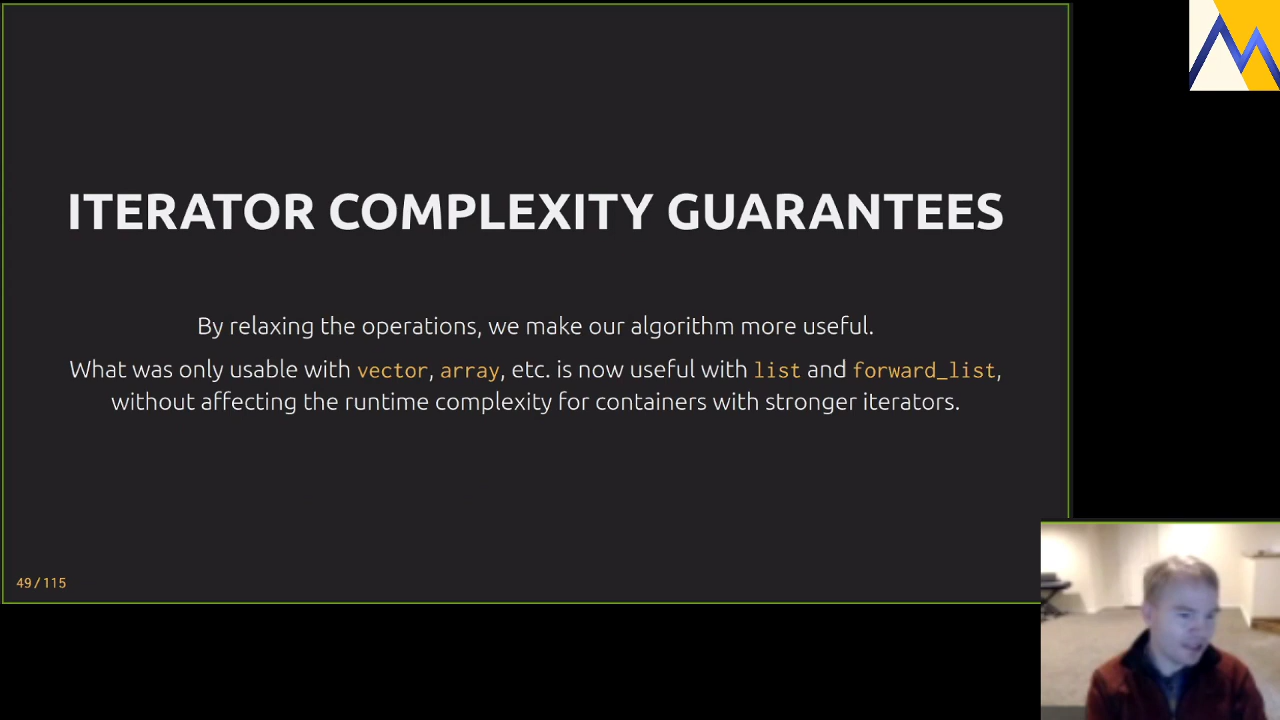 ITERATOR COMPLEXITY GUARANTEES
By relaxing the operations, we make our algorithm more useful.
What was only usable with vector, array, etc. is now useful with list and forward_list,
without affecting the runtime complexity for containers with stronger iterators.
49 / 115